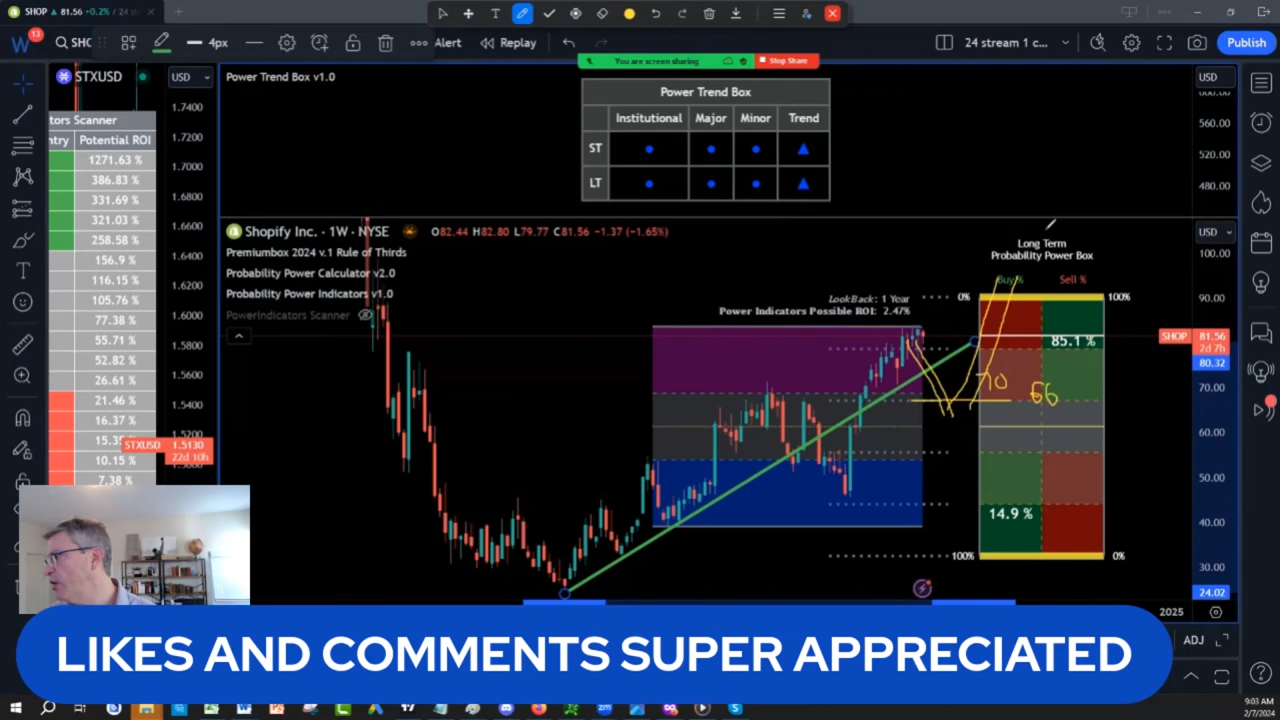 SHOP ▲ 81.56 +0.2% / 24 st
13
SHO
4px
Alert
Replay
24 stream 1 c...
Publish
You are screen sharing
Stop Share
STXUSD
USD
Power Trend Box v1.0
Power Trend Box
Institutional Major Minor Trend
ST
LT
USD
560.00
520.00
480.00
tors Scanner
ntry Potential ROI
1271.63 %
386.83 %
331.69 %
321.03 %
258.58 %
156.9 %
116.15 %
105.76 %
77.38 %
55.71 %
52.82 %
26.61 %
21.46 %
16.37 %
10.15 %
7.38 %
1.7400
1.7200
1.7000
1.6800
1.6600
1.6400
1.6200
1.6000
1.5800
1.5600
1.5400
1.5200
STXUSD 1.5130
22d 10h
Shopify Inc. · 1W · NYSE O82.44 H82.80 L79.77 C81.56 −1.37 (−1.65%)
Premiumbox 2024 v.1 Rule of Thirds
Probability Power Calculator v2.0
Probability Power Indicators v1.0
PowerIndicators Scanner
LookBack: 1 Year
Power Indicators Possible ROI: 2.47%
Long Term
Probability Power Box
Buy % Sell %
0% 100%
85.1 %
70 66
14.9 %
100% 0%
USD
100.00
90.00
SHOP 81.56
2d 7h
80.32
70.00
60.00
50.00
40.00
30.00
24.02
2025
ADJ
LIKES AND COMMENTS SUPER APPRECIATED
9:03 AM
2/7/2024